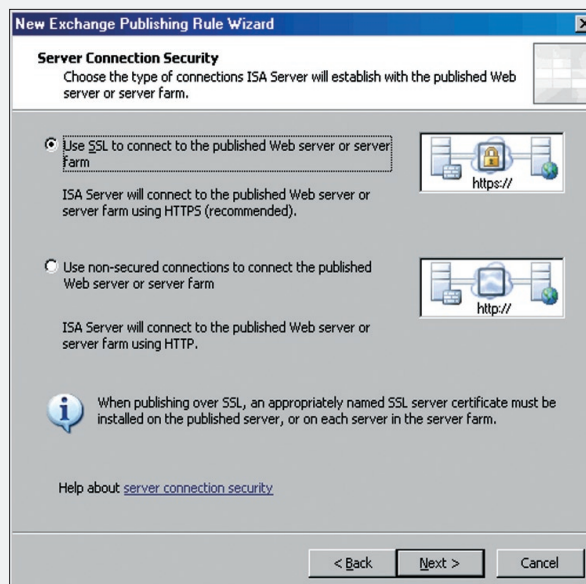 New Exchange Publishing Rule Wizard
Server Connection Security
Choose the type of connections ISA Server will establish with the published Web
server or server farm.
Use SSL to connect to the published Web server or server
farm
https://
ISA Server will connect to the published Web server or
server farm using HTTPS (recommended).
Use non-secured connections to connect the published
Web server or server farm
http://
ISA Server will connect to the published Web server or
server farm using HTTP.
When publishing over SSL, an appropriately named SSL server certificate must be
installed on the published server, or on each server in the server farm.
Help about server connection security
< Back
Next >
Cancel